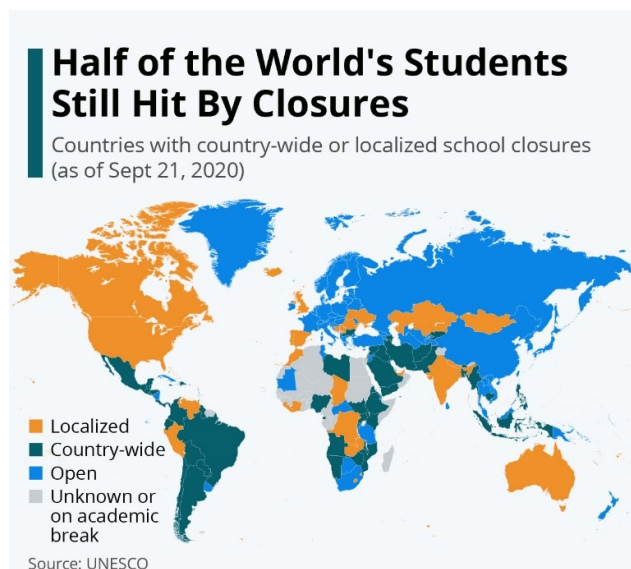 Half of the World's Students
Still Hit By Closures
Countries with country-wide or localized school closures
(as of Sept 21, 2020)
Localized
Country-wide
Open
Unknown or
on academic
break
Source: UNESCO